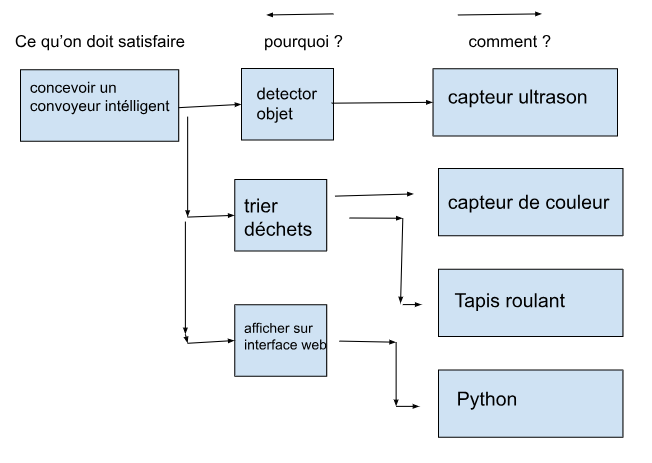 Ce qu'on doit satisfaire
pourquoi ?
comment ?
concevoir un
convoyeur intélligent
detector
objet
capteur ultrason
trier
déchets
capteur de couleur
Tapis roulant
afficher sur
interface web
Python